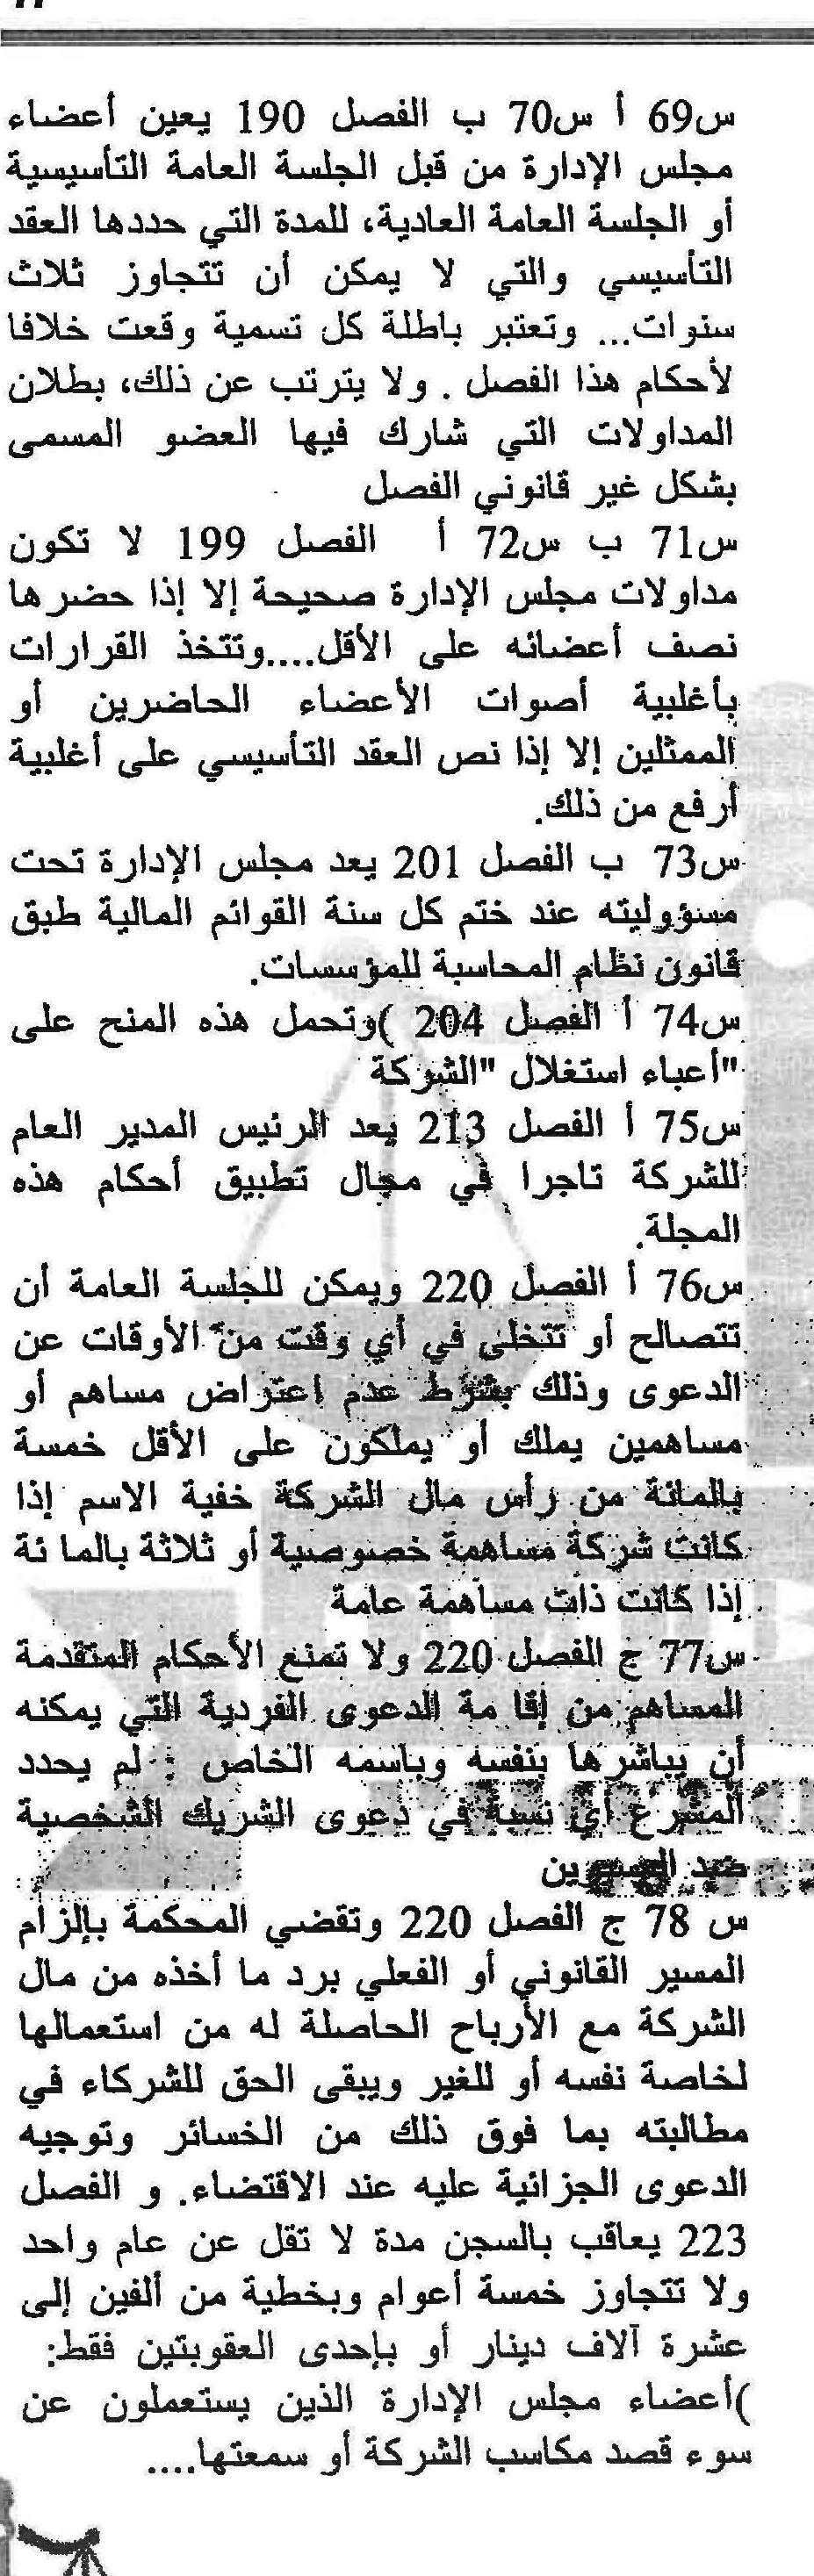 س69 أ س70 ب الفصل 190 يعين أعضاء
مجلس الإدارة من قبل الجلسة العامة التأسيسية
أو الجلسة العامة العادية، للمدة التي حددها العقد
التأسيسي والتي لا يمكن أن تتجاوز ثلاث
سنوات... وتعتبر باطلة كل تسمية وقعت خلافا
لأحكام هذا الفصل . ولا يترتب عن ذلك، بطلان
المداولات التي شارك فيها العضو المسمى
بشكل غير قانوني الفصل
س71 ب س72 أ الفصل 199 لا تكون
مداولات مجلس الإدارة صحيحة إلا إذا حضرها
نصف أعضائه على الأقل....وتتخذ القرارات
بأغلبية أصوات الأعضاء الحاضرين أو
الممثلين إلا إذا نص العقد التأسيسي على أغلبية
أرفع من ذلك.
س73 ب الفصل 201 يعد مجلس الإدارة تحت
مسؤوليته عند ختم كل سنة القوائم المالية طبق
قانون نظام المحاسبة للمؤسسات.
س74 أ الفصل 204 )وتحمل هذه المنح على
"أعباء استغلال "الشركة
س75 أ الفصل 213 يعد الرئيس المدير العام
للشركة تاجرا في مجال تطبيق أحكام هذه
المجلة.
س76 أ الفصل 220 ويمكن للجلسة العامة أن
تتصالح أو تتخلى في أي وقت من الأوقات عن
الدعوى وذلك بشرط عدم اعتراض مساهم أو
مساهمين يملك أو يملكون على الأقل خمسة
بالمائة من رأس مال الشركة خفية الاسم إذا
كانت شركة مساهمة خصوصية أو ثلاثة بالما ئة
إذا كانت ذات مساهمة عامة
س77 ج الفصل 220 ولا تمنع الأحكام المتقدمة
المساهم من إقا مة الدعوى الفردية التي يمكنه
أن يباشرها بنفسه وباسمه الخاص : لم يحدد
المشرع أي نسبة في دعوى الشريك الشخصية
ضد المسيرين
س 78 ج الفصل 220 وتقضي المحكمة بإلزام
المسير القانوني أو الفعلي برد ما أخذه من مال
الشركة مع الأرباح الحاصلة له من استعمالها
لخاصة نفسه أو للغير ويبقى الحق للشركاء في
مطالبته بما فوق ذلك من الخسائر وتوجيه
الدعوى الجزائية عليه عند الاقتضاء. و الفصل
223 يعاقب بالسجن مدة لا تقل عن عام واحد
ولا تتجاوز خمسة أعوام وبخطية من ألفين إلى
عشرة آلاف دينار أو بإحدى العقوبتين فقط:
)أعضاء مجلس الإدارة الذين يستعملون عن
سوء قصد مكاسب الشركة أو سمعتها....